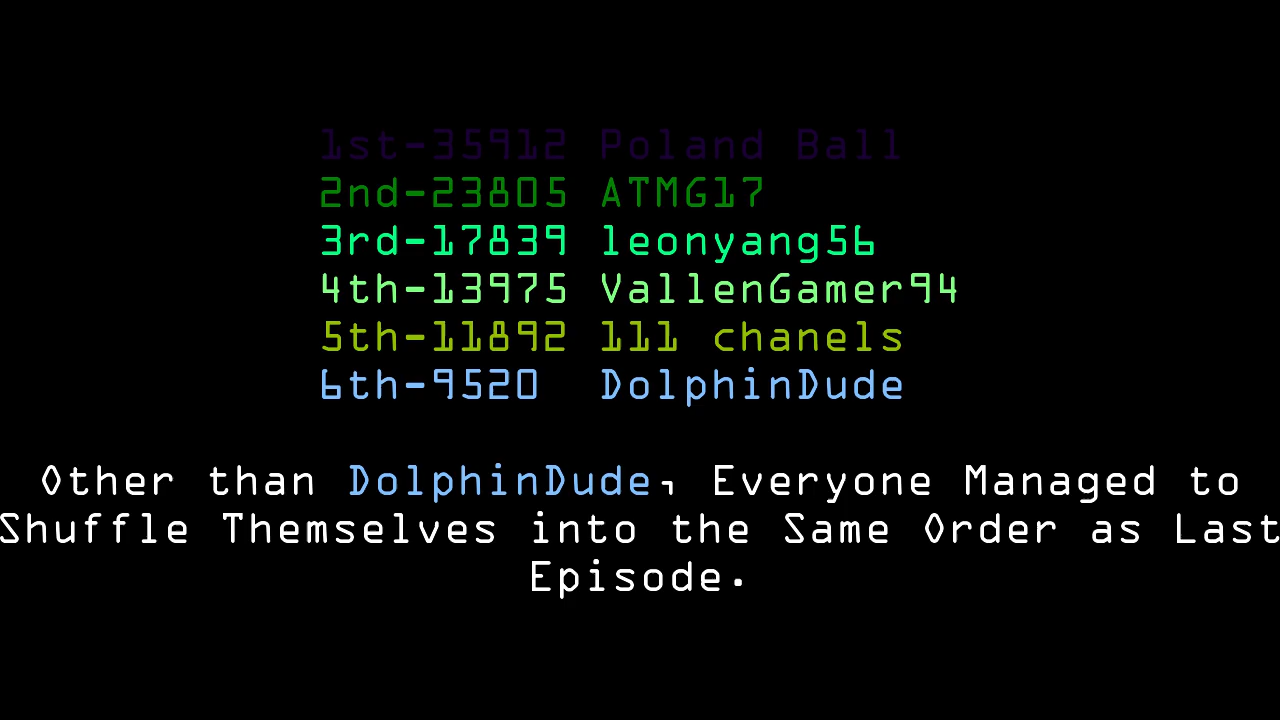 1st-35912 Poland Ball
2nd-23805 ATMG17
3rd-17839 leonyang56
4th-13975 VallenGamer94
5th-11892 111 chanels
6th-9520 DolphinDude
Other than DolphinDude, Everyone Managed to
Shuffle Themselves into the Same Order as Last
Episode.